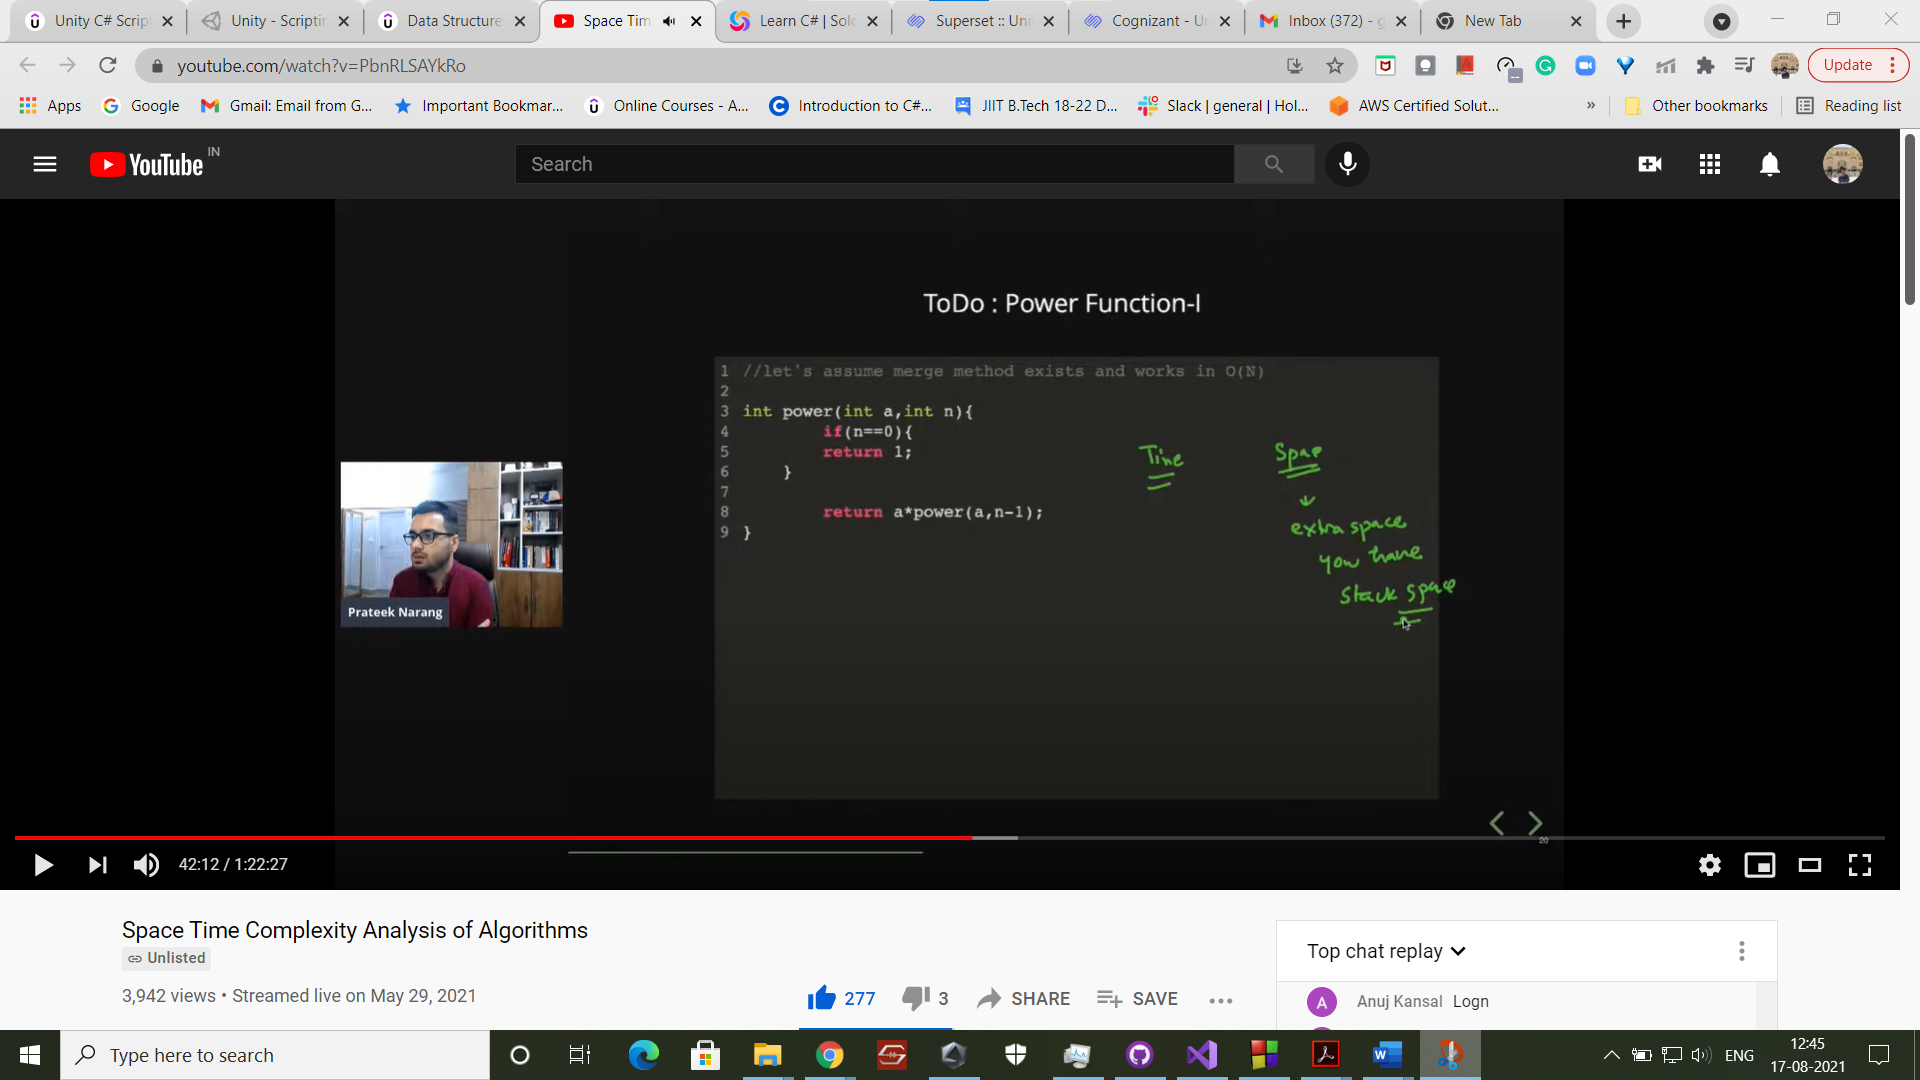 Unity C# Scrip
Unity - Scriptin
Data Structure
Space Tim
Learn C# | Solo
Superset :: Uni
Cognizant - Un
Inbox (372) - g
New Tab
youtube.com/watch?v=PbnRLSAYkRo
Update
Apps
Google
Gmail: Email from G...
Important Bookmar...
Online Courses - A...
Introduction to C#...
JIIT B.Tech 18-22 D...
Slack | general | Hol...
AWS Certified Solut...
»
Other bookmarks
Reading list
YouTube IN
Search
ToDo : Power Function-I
1 //let's assume merge method exists and works in O(N)
2
3 int power(int a,int n){
4 if(n==0){
5 return 1;
6 }
7
8 return a*power(a,n-1);
9 }
Time
Space
extra space
you have
stack space
Prateek Narang
20
42:12 / 1:22:27
Space Time Complexity Analysis of Algorithms
Unlisted
3,942 views • Streamed live on May 29, 2021
277
3
SHARE
SAVE
Top chat replay
A Anuj Kansal Logn
Type here to search
ENG
12:45
17-08-2021